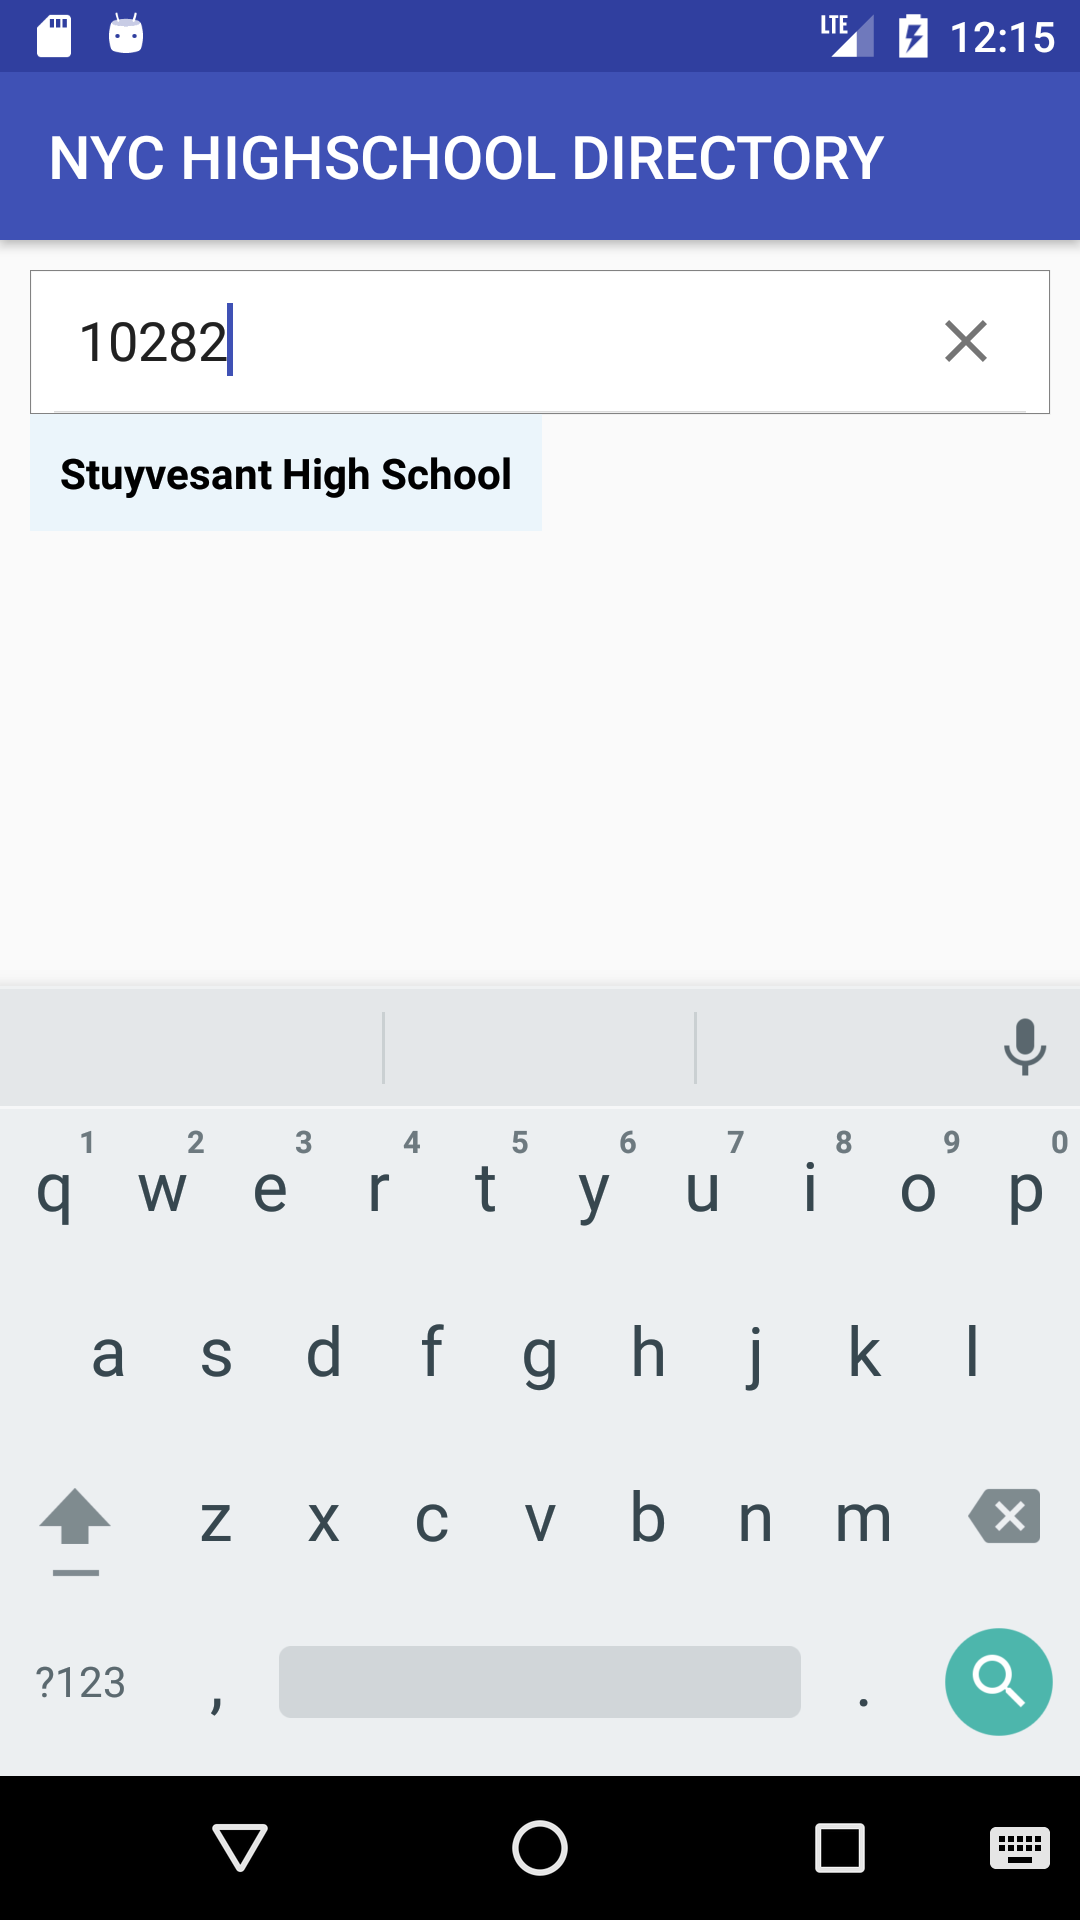 LTE 12:15
NYC HIGHSCHOOL DIRECTORY
10282
Stuyvesant High School
1 2 3 4 5 6 7 8 9 0
q w e r t y u i o p
a s d f g h j k l
z x c v b n m
?123 , .